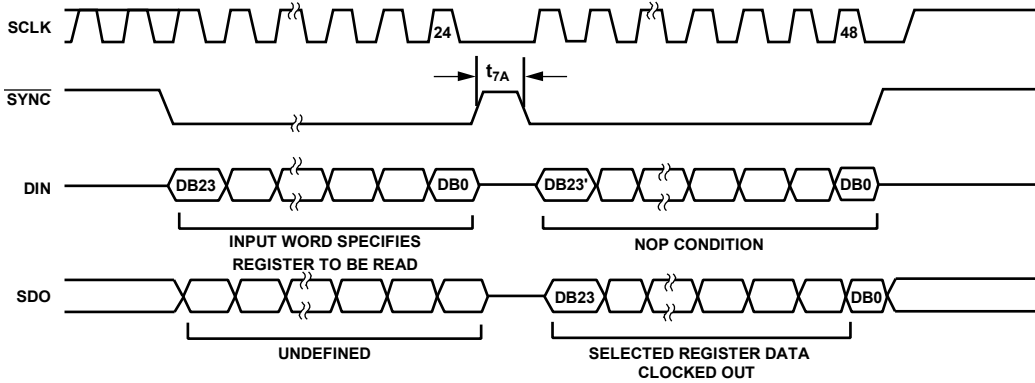 SCLK
24
48
t7A
SYNC
DIN
DB23
DB0
DB23'
DB0
INPUT WORD SPECIFIES
REGISTER TO BE READ
NOP CONDITION
SDO
DB23
DB0
UNDEFINED
SELECTED REGISTER DATA
CLOCKED OUT